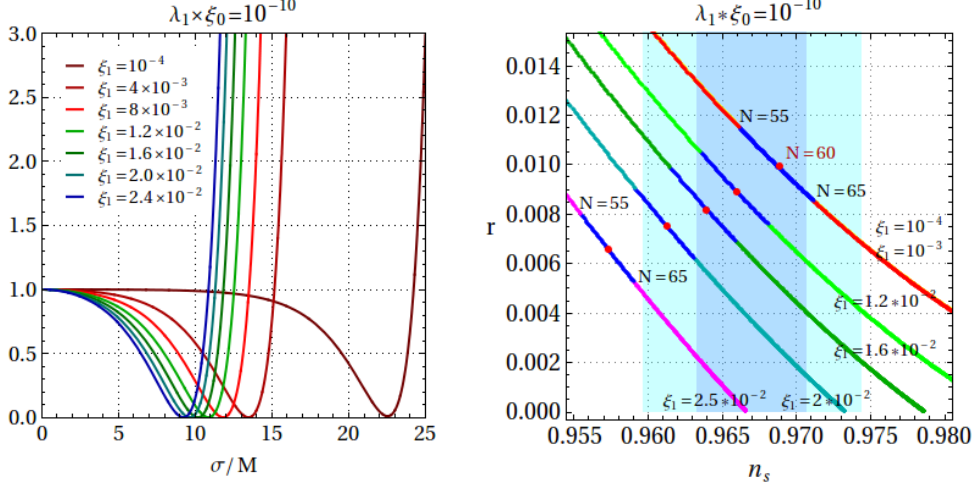 λ₁×ξ₀=10⁻¹⁰
3.0
2.5
2.0
1.5
1.0
0.5
0.0
ξ₁=10⁻⁴
ξ₁=4×10⁻³
ξ₁=8×10⁻³
ξ₁=1.2×10⁻²
ξ₁=1.6×10⁻²
ξ₁=2.0×10⁻²
ξ₁=2.4×10⁻²
0 5 10 15 20 25
σ/M
λ₁*ξ₀=10⁻¹⁰
r
0.014
0.012
0.010
0.008
0.006
0.004
0.002
0.000
N=55
N=60
N=65
N=55
N=65
ξ₁=10⁻⁴
ξ₁=10⁻³
ξ₁=1.2*10⁻²
ξ₁=1.6*10⁻²
ξ₁=2.5*10⁻² ξ₁=2*10⁻²
0.955 0.960 0.965 0.970 0.975 0.980
nₛ